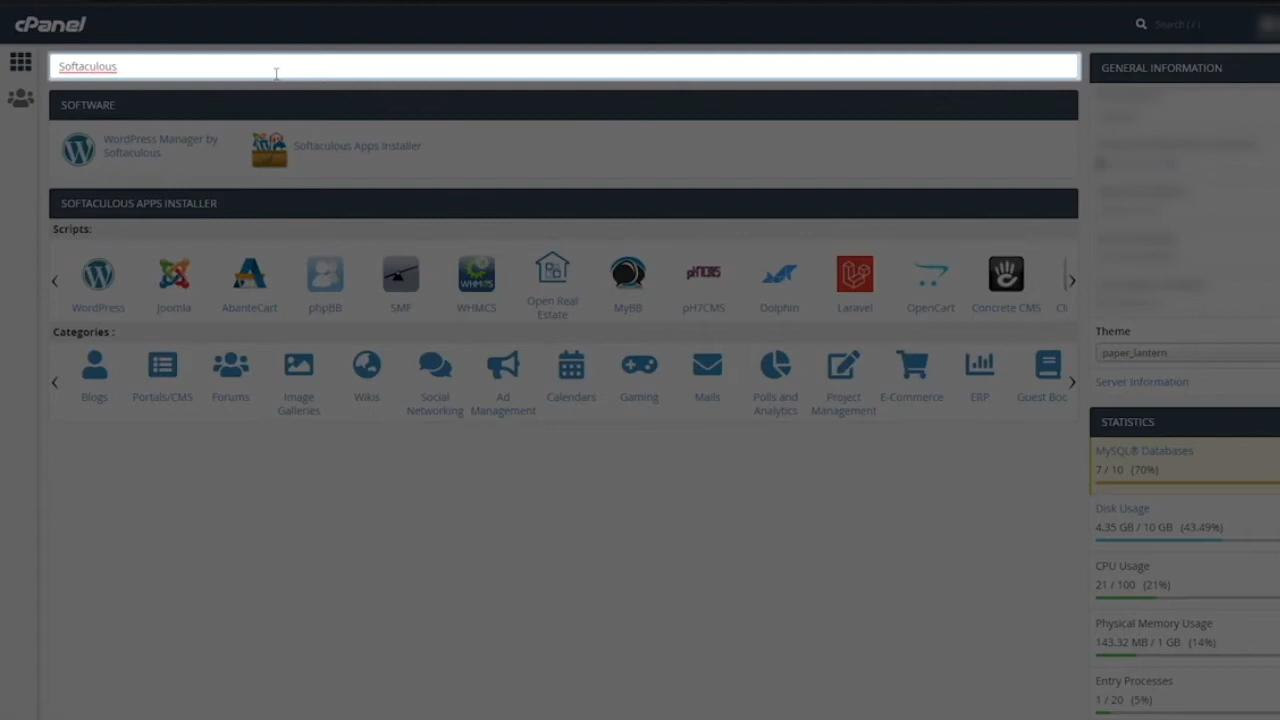 cPanel
Search ( / )
Softaculous
GENERAL INFORMATION
SOFTWARE
WordPress Manager by
Softaculous
Softaculous Apps Installer
SOFTACULOUS APPS INSTALLER
Scripts:
WordPress
Joomla
AbanteCart
phpBB
SMF
WHMCS
WHMCS
Open Real
Estate
MyBB
pH7CMS
pH7CMS
Dolphin
Laravel
OpenCart
Concrete CMS
Theme
paper_lantern
Server Information
Categories :
Blogs
Portals/CMS
Forums
Image
Galleries
Wikis
Social
Networking
Ad
Management
Calendars
Gaming
Mails
Polls and
Analytics
Project
Management
E-Commerce
ERP
Guest Boo
STATISTICS
MySQL® Databases
7 / 10 (70%)
Disk Usage
4.35 GB / 10 GB (43.49%)
CPU Usage
21 / 100 (21%)
Physical Memory Usage
143.32 MB / 1 GB (14%)
Entry Processes
1 / 20 (5%)